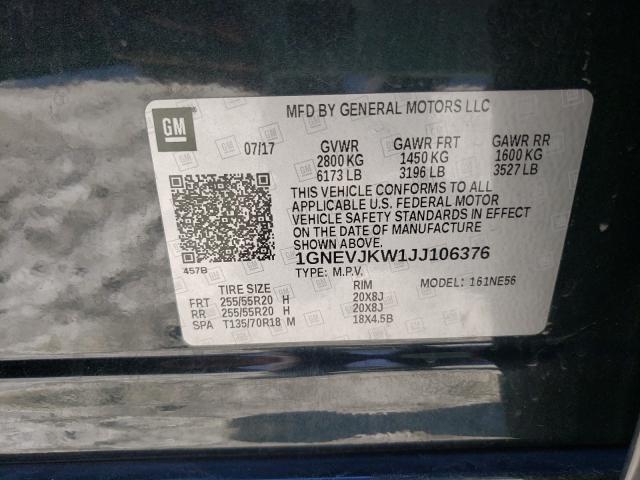 GM
MFD BY GENERAL MOTORS LLC
07/17
GVWR GAWR FRT GAWR RR
2800 KG 1450 KG 1600 KG
6173 LB 3196 LB 3527 LB
THIS VEHICLE CONFORMS TO ALL
APPLICABLE U.S. FEDERAL MOTOR
VEHICLE SAFETY STANDARDS IN EFFECT
ON THE DATE OF MANUFACTURE
SHOWN ABOVE
1GNEVJKW1JJ106376
457B
TYPE: M.P.V. MODEL: 161NE56
TIRE SIZE RIM
FRT 255/55R20 H 20X8J
RR 255/55R20 H 20X8J
SPA T135/70R18 M 18X4.5B